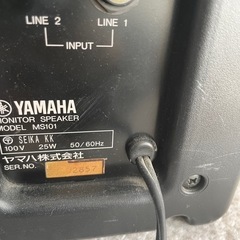 LINE 2 LINE 1
INPUT
YAMAHA
MONITOR SPEAKER
MODEL MS101
SEIKA KK
100V 25W 50/60Hz
ヤマハ株式会社
SER.NO. 2857